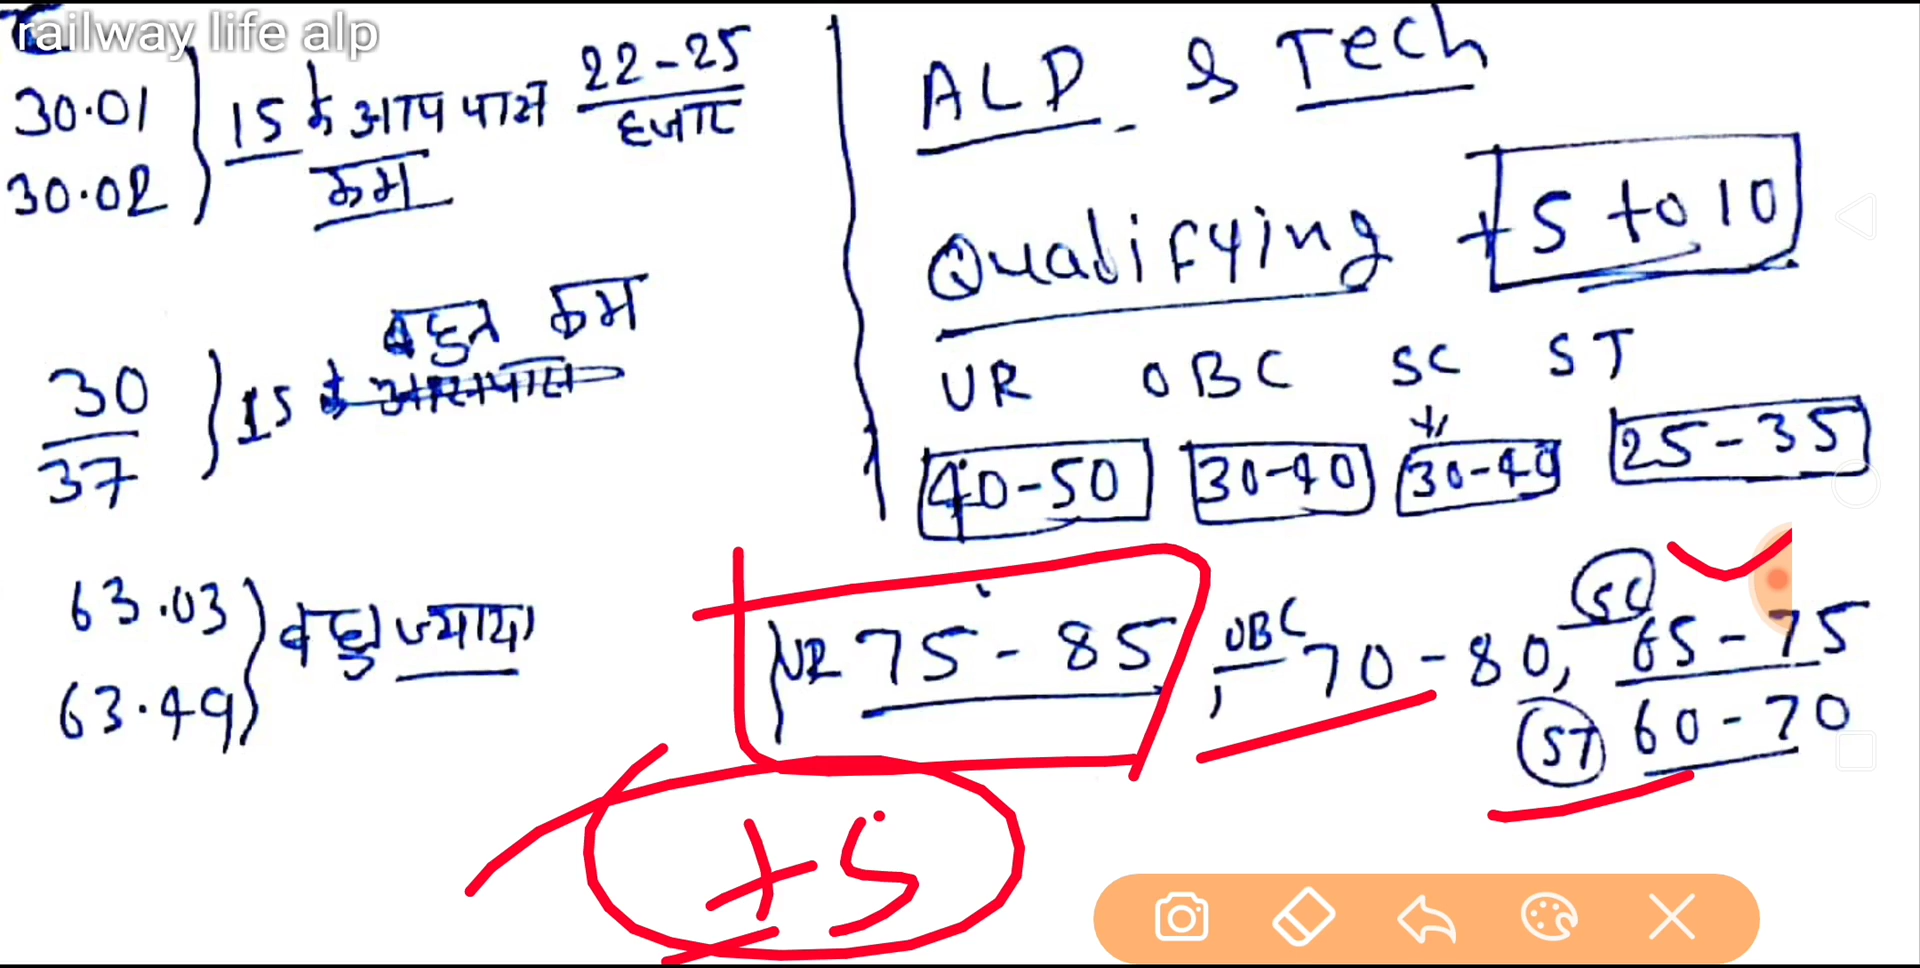 railway life alp
30.01
30.02
15 के आप पास
कम
22-25
हजार
30
37
15
बहुत कम
63.03
63.49
बहुत ज्यादा
ALP & Tech
Qualifying +5 to 10
UR OBC SC ST
40-50 30-40 30-40 25-35
UR 75-85, OBC 70-80, SC 65-75
ST 60-70
+5